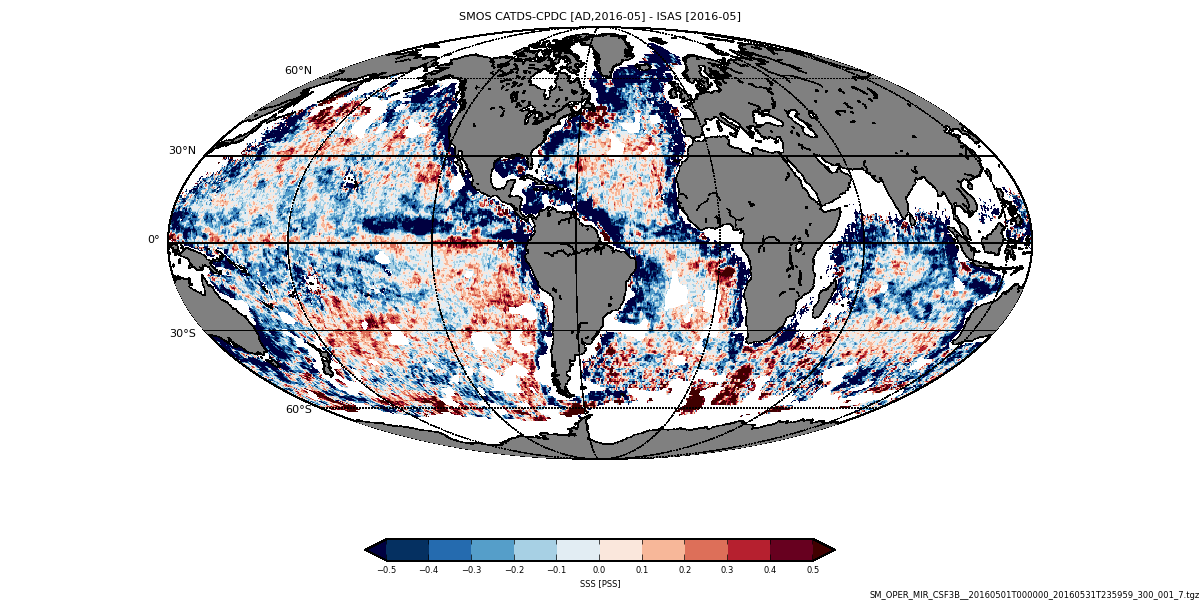 SMOS CATDS-CPDC [AD,2016-05] - ISAS [2016-05]
60°N
30°N
0°
30°S
60°S
−0.5 −0.4 −0.3 −0.2 −0.1 0.0 0.1 0.2 0.3 0.4 0.5
SSS [PSS]
SM_OPER_MIR_CSF3B__20160501T000000_20160531T235959_300_001_7.tgz